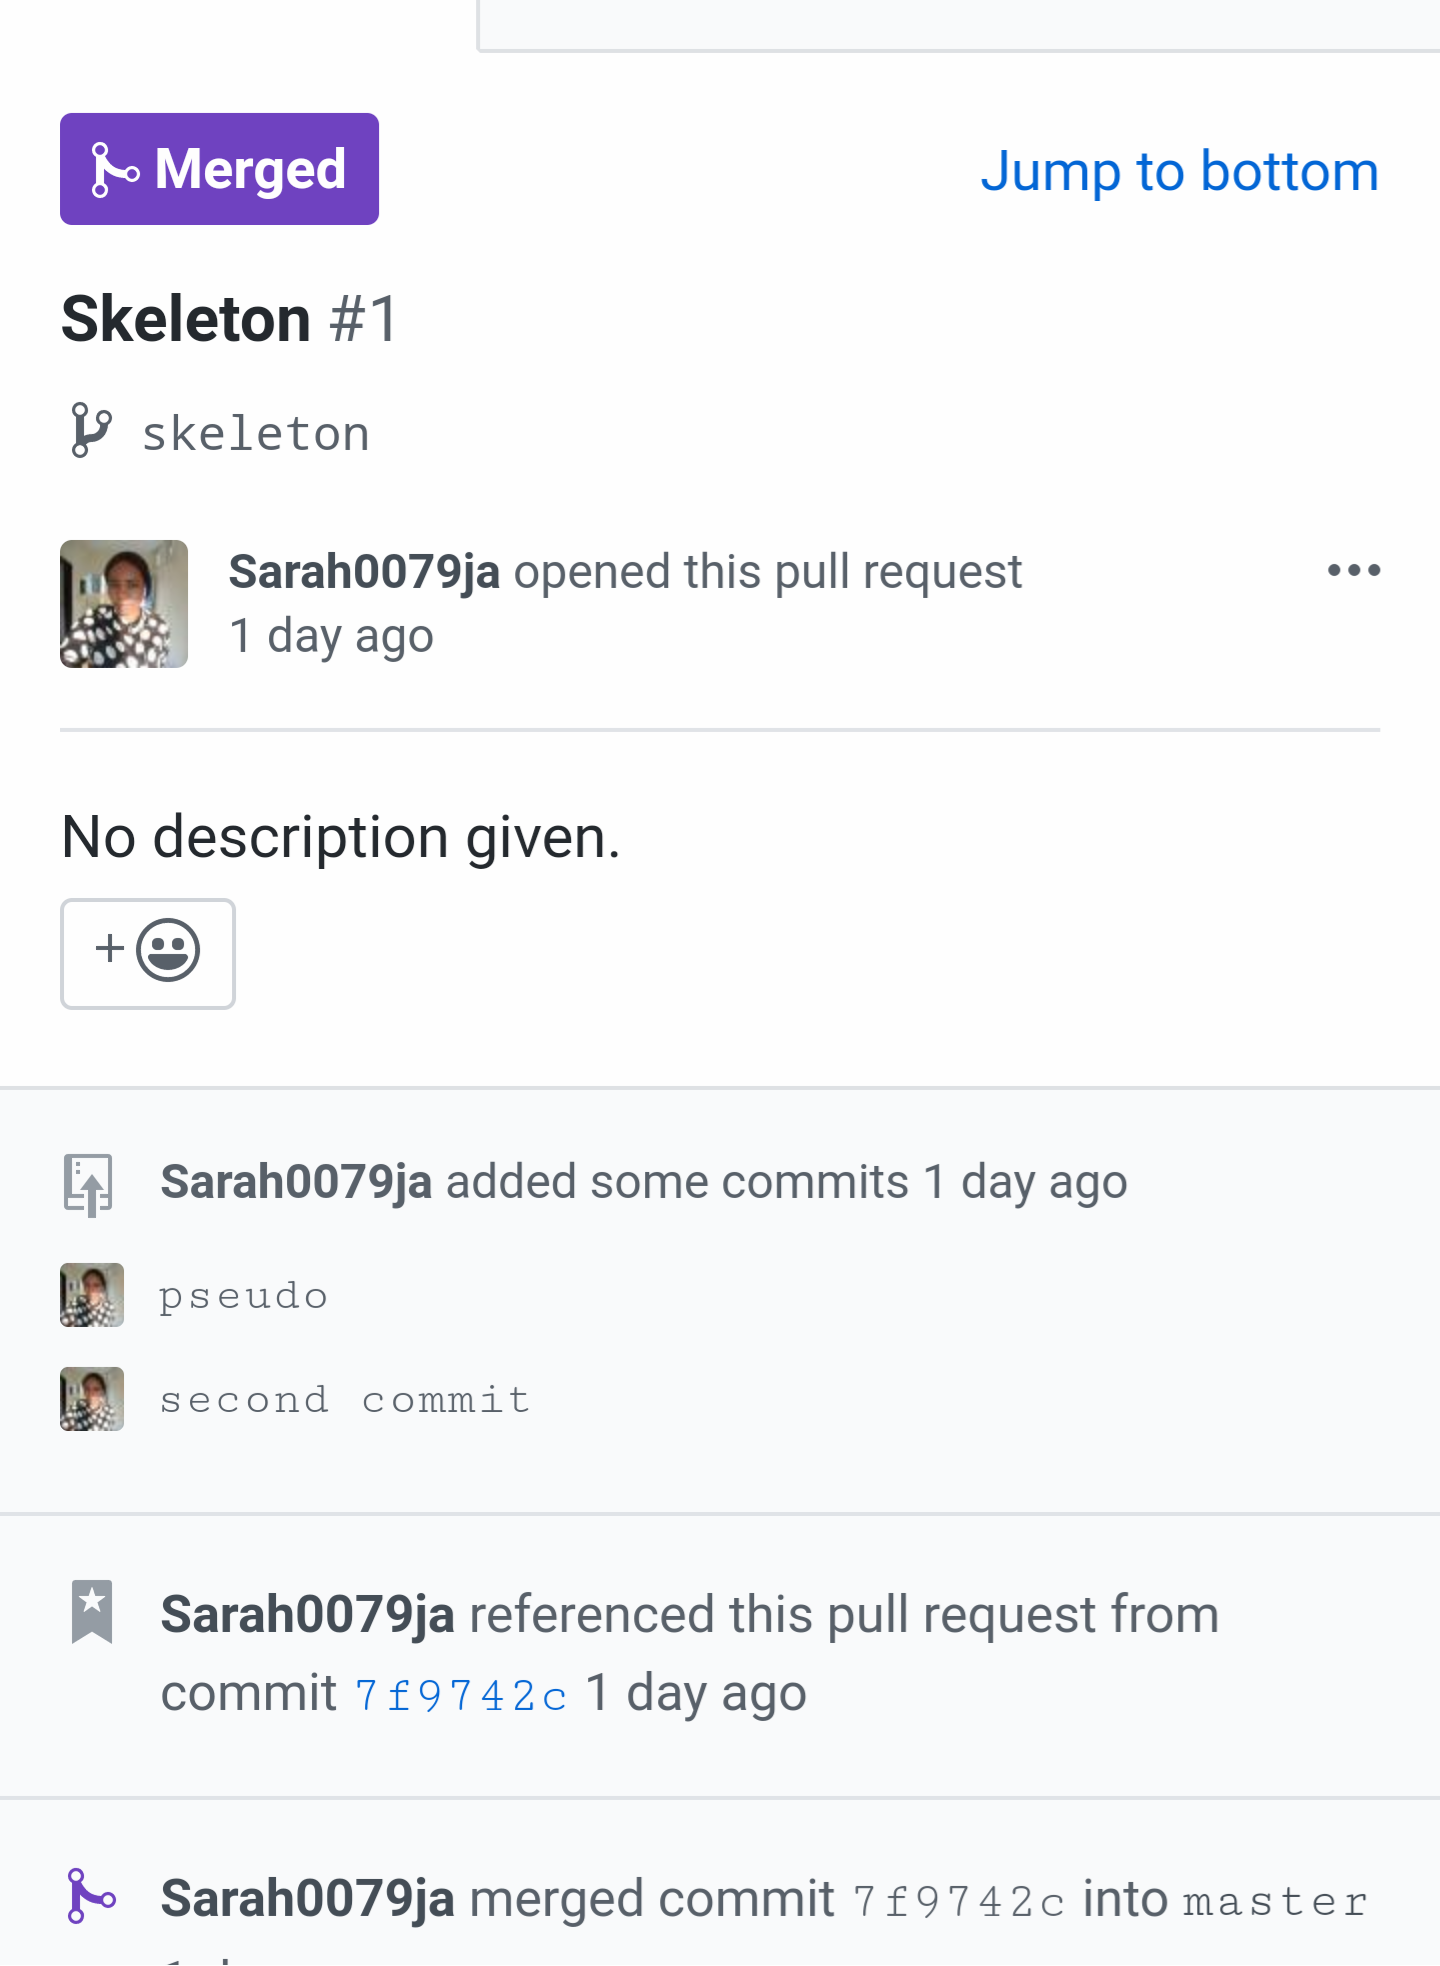 Merged
Jump to bottom
Skeleton #1
skeleton
Sarah0079ja opened this pull request
1 day ago
No description given.
+
Sarah0079ja added some commits 1 day ago
pseudo
second commit
Sarah0079ja referenced this pull request from
commit 7f9742c 1 day ago
Sarah0079ja merged commit 7f9742c into master